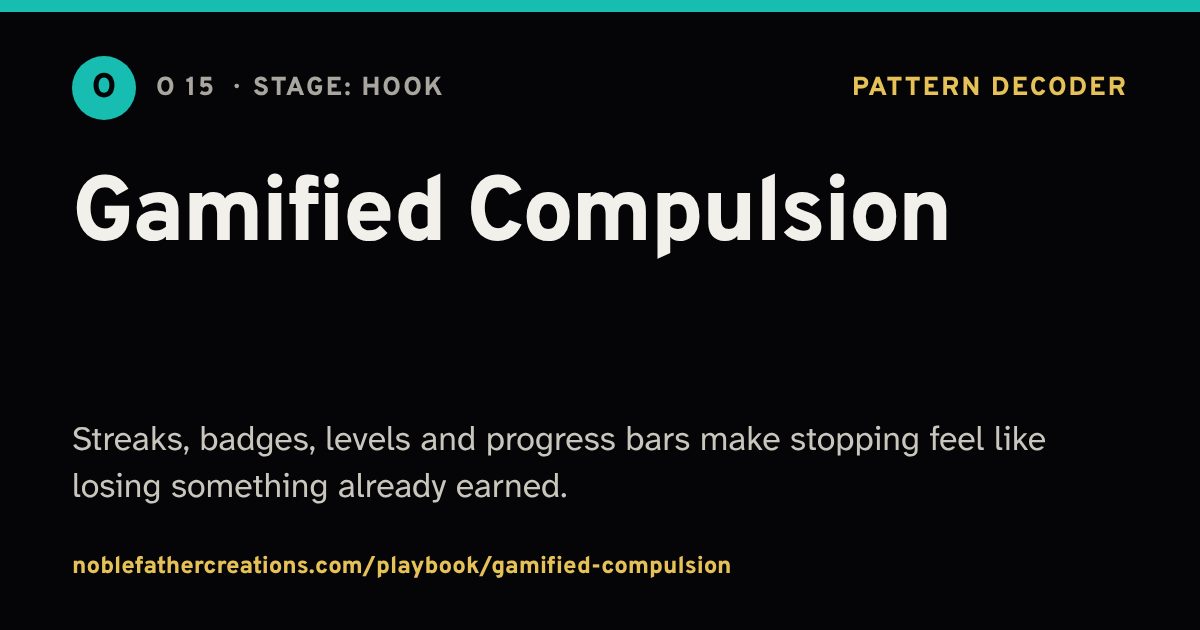 O
O 15 · STAGE: HOOK
PATTERN DECODER
Gamified Compulsion
Streaks, badges, levels and progress bars make stopping feel like
losing something already earned.
noblefathercreations.com/playbook/gamified-compulsion